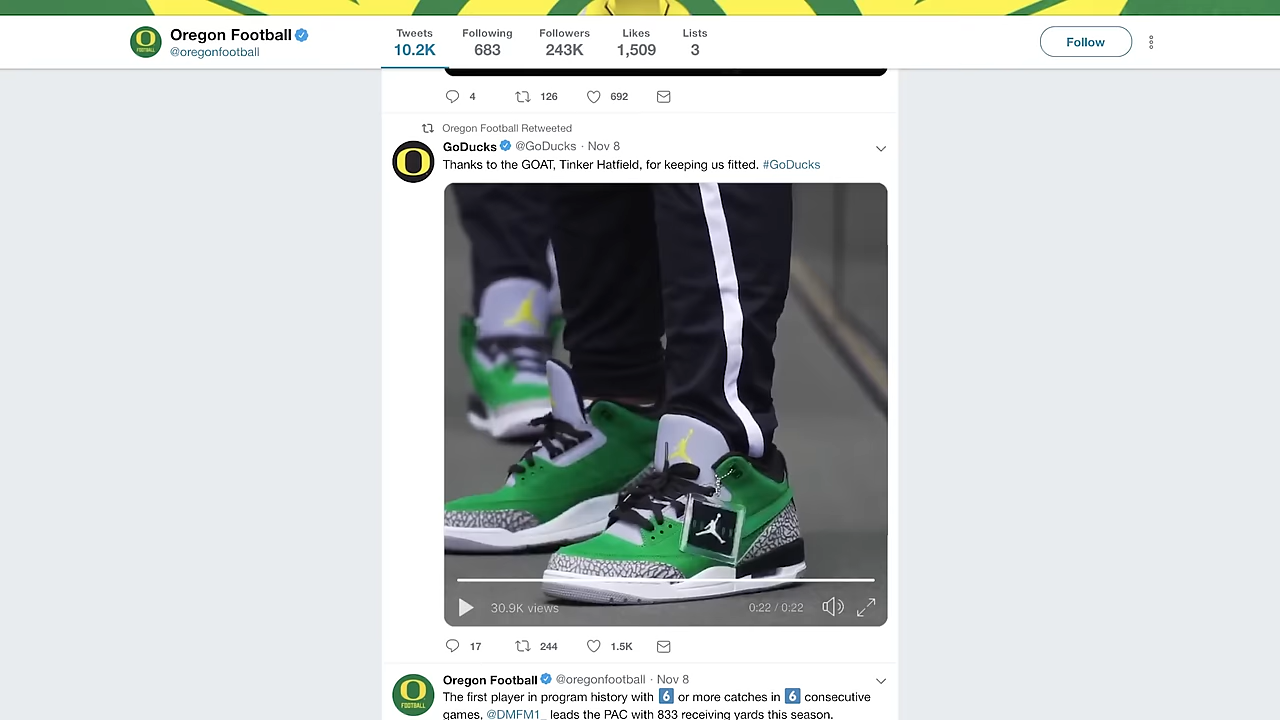 Oregon Football
@oregonfootball
Tweets
10.2K
Following
683
Followers
243K
Likes
1,509
Lists
3
Follow
4
126
692
Oregon Football Retweeted
GoDucks @GoDucks · Nov 8
Thanks to the GOAT, Tinker Hatfield, for keeping us fitted. #GoDucks
30.9K views
0:22 / 0:22
17
244
1.5K
Oregon Football @oregonfootball · Nov 8
The first player in program history with 6 or more catches in 6 consecutive
games, @DMFM1_ leads the PAC with 833 receiving yards this season.